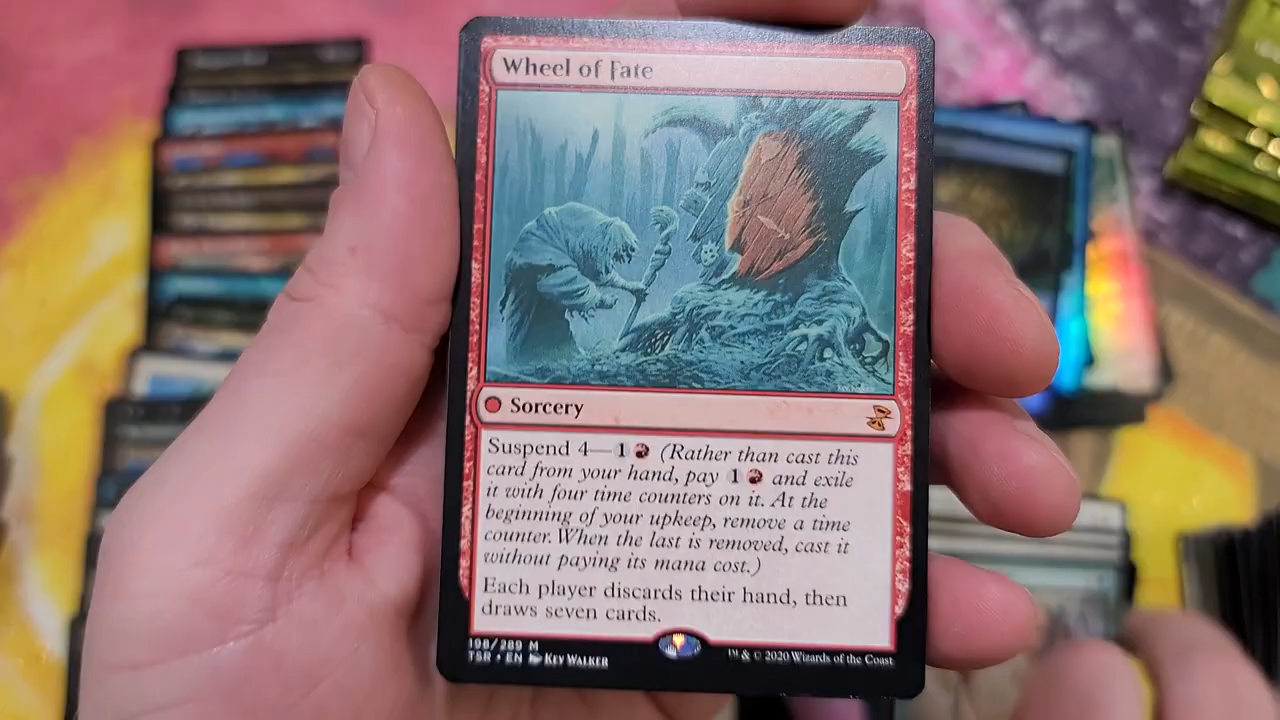 Wheel of Fate
Sorcery
Suspend 4—1 (Rather than cast this
card from your hand, pay 1 and exile
it with four time counters on it. At the
beginning of your upkeep, remove a time
counter. When the last is removed, cast it
without paying its mana cost.)
Each player discards their hand, then
draws seven cards.
198/289 M
TSR • EN Kev Walker
™ & © 2020 Wizards of the Coast